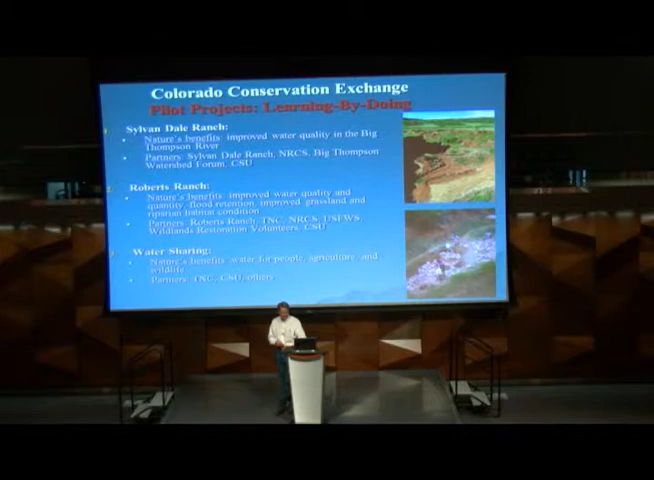 Colorado Conservation Exchange
Pilot Projects: Learning-By-Doing
Sylvan Dale Ranch:
Nature's benefits: improved water quality in the Big
Thompson River
Partners: Sylvan Dale Ranch, NRCS, Big Thompson
Watershed Forum, CSU
Roberts Ranch:
Nature's benefits: improved water quality and
quantity, flood retention, improved grassland and
riparian habitat condition
Partners: Roberts Ranch, TNC, NRCS, USFWS,
Wildlands Restoration Volunteers, CSU
Water Sharing:
Nature's benefits: water for people, agriculture, and
wildlife
Partners: TNC, CSU, others